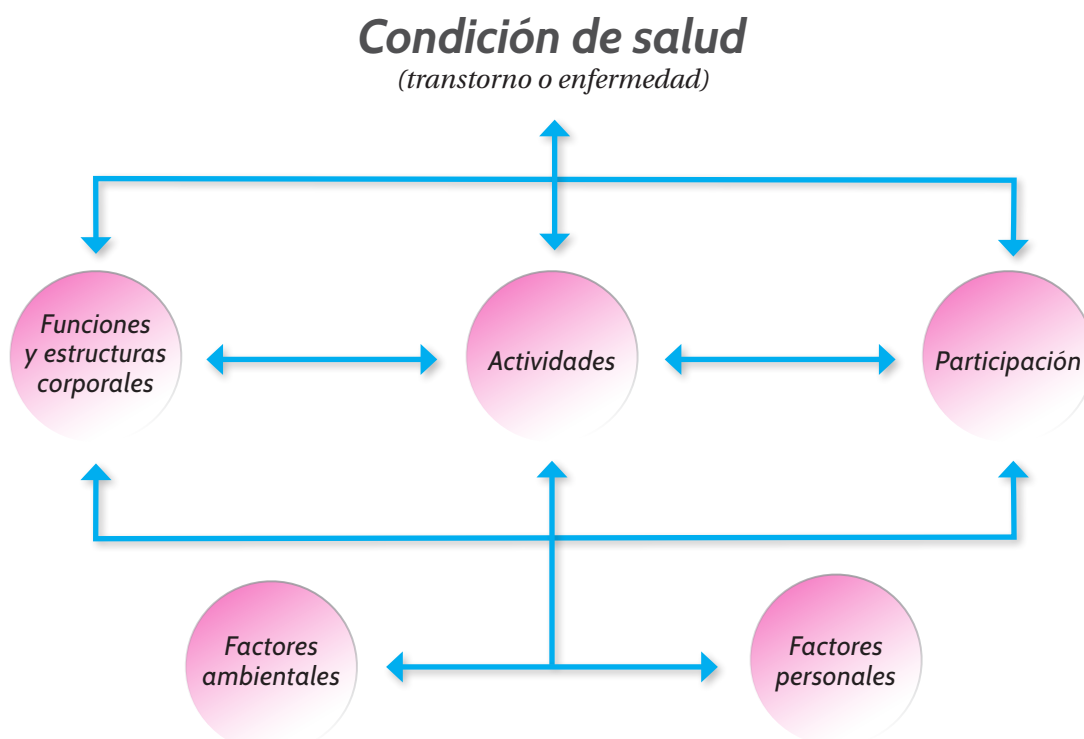 Condición de salud
(transtorno o enfermedad)
Funciones
y estructuras
corporales
Actividades
Participación
Factores
ambientales
Factores
personales